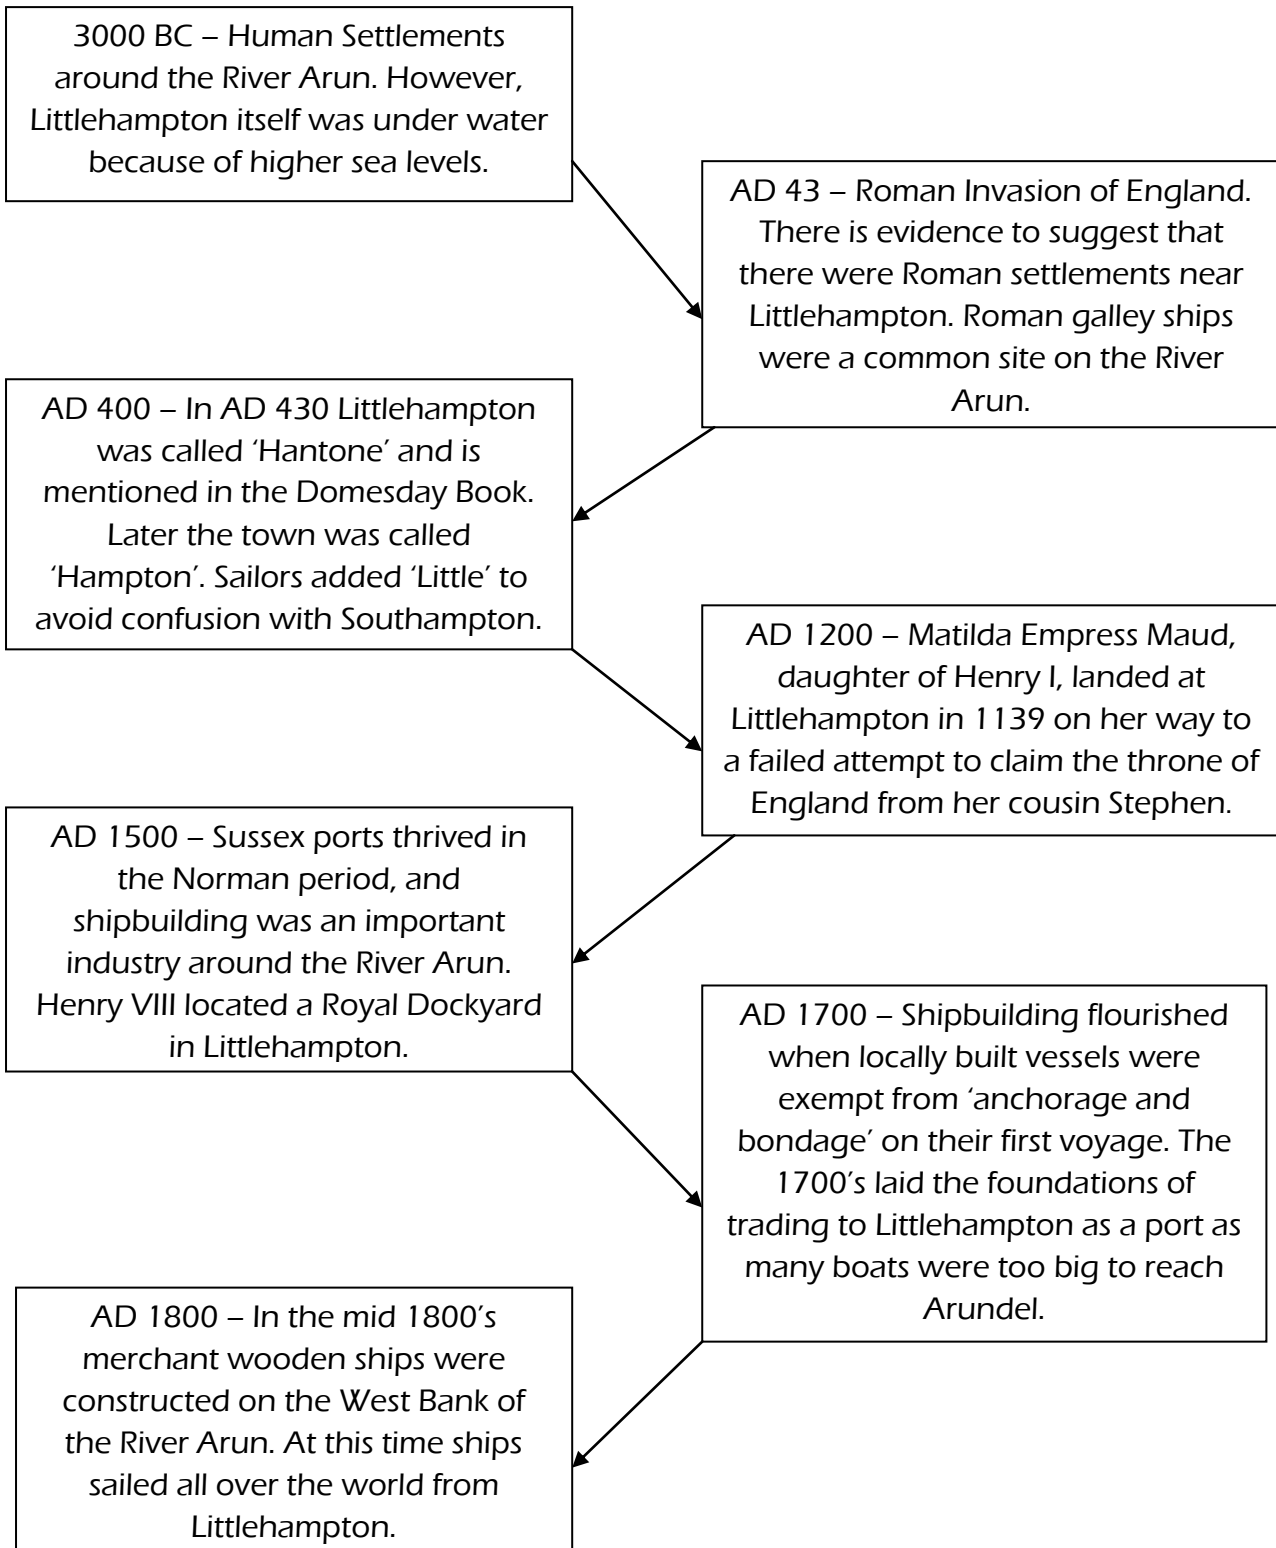 3000 BC – Human Settlements
around the River Arun. However,
Littlehampton itself was under water
because of higher sea levels.
AD 43 – Roman Invasion of England.
There is evidence to suggest that
there were Roman settlements near
Littlehampton. Roman galley ships
were a common site on the River
Arun.
AD 400 – In AD 430 Littlehampton
was called ‘Hantone’ and is
mentioned in the Domesday Book.
Later the town was called
‘Hampton’. Sailors added ‘Little’ to
avoid confusion with Southampton.
AD 1200 – Matilda Empress Maud,
daughter of Henry I, landed at
Littlehampton in 1139 on her way to
a failed attempt to claim the throne of
England from her cousin Stephen.
AD 1500 – Sussex ports thrived in
the Norman period, and
shipbuilding was an important
industry around the River Arun.
Henry VIII located a Royal Dockyard
in Littlehampton.
AD 1700 – Shipbuilding flourished
when locally built vessels were
exempt from ‘anchorage and
bondage’ on their first voyage. The
1700’s laid the foundations of
trading to Littlehampton as a port as
many boats were too big to reach
Arundel.
AD 1800 – In the mid 1800’s
merchant wooden ships were
constructed on the West Bank of
the River Arun. At this time ships
sailed all over the world from
Littlehampton.